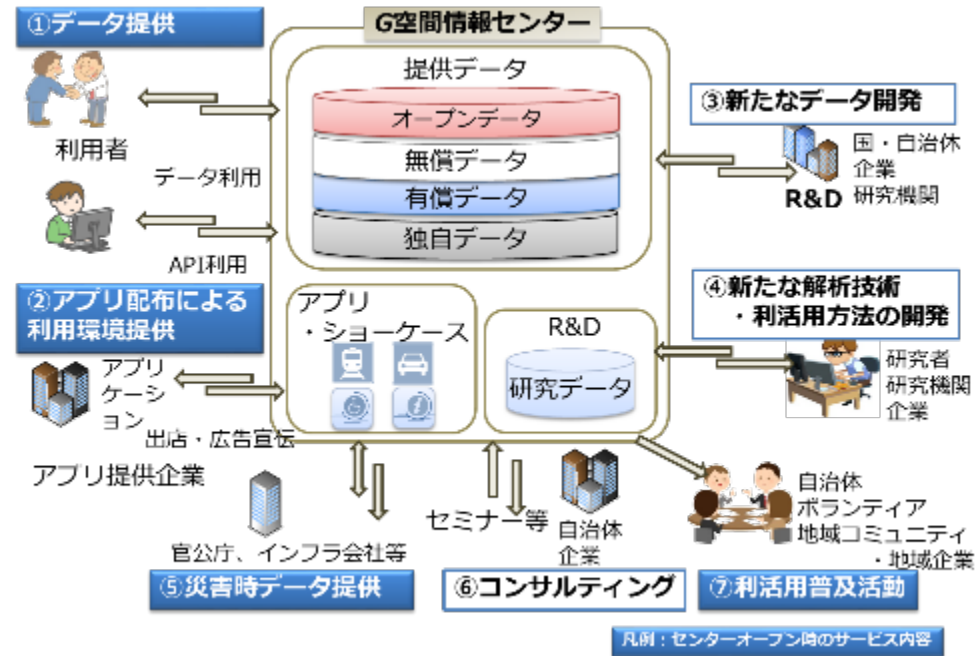 ①データ提供
G空間情報センター
提供データ
オープンデータ
無償データ
有償データ
独自データ
利用者
データ利用
API利用
③新たなデータ開発
国・自治体
企業
R&D 研究機関
②アプリ配布による
利用環境提供
アプリ
ケーシ
ョン
出店・広告宣伝
アプリ提供企業
アプリ
・ショーケース
R&D
研究データ
④新たな解析技術
・利活用方法の開発
研究者
研究機関
企業
官公庁、インフラ会社等
⑤災害時データ提供
セミナー等
自治体
企業
⑥コンサルティング
自治体
ボランティア
地域コミュニティ
・地域企業
⑦利活用普及活動
凡例：センターオープン時のサービス内容